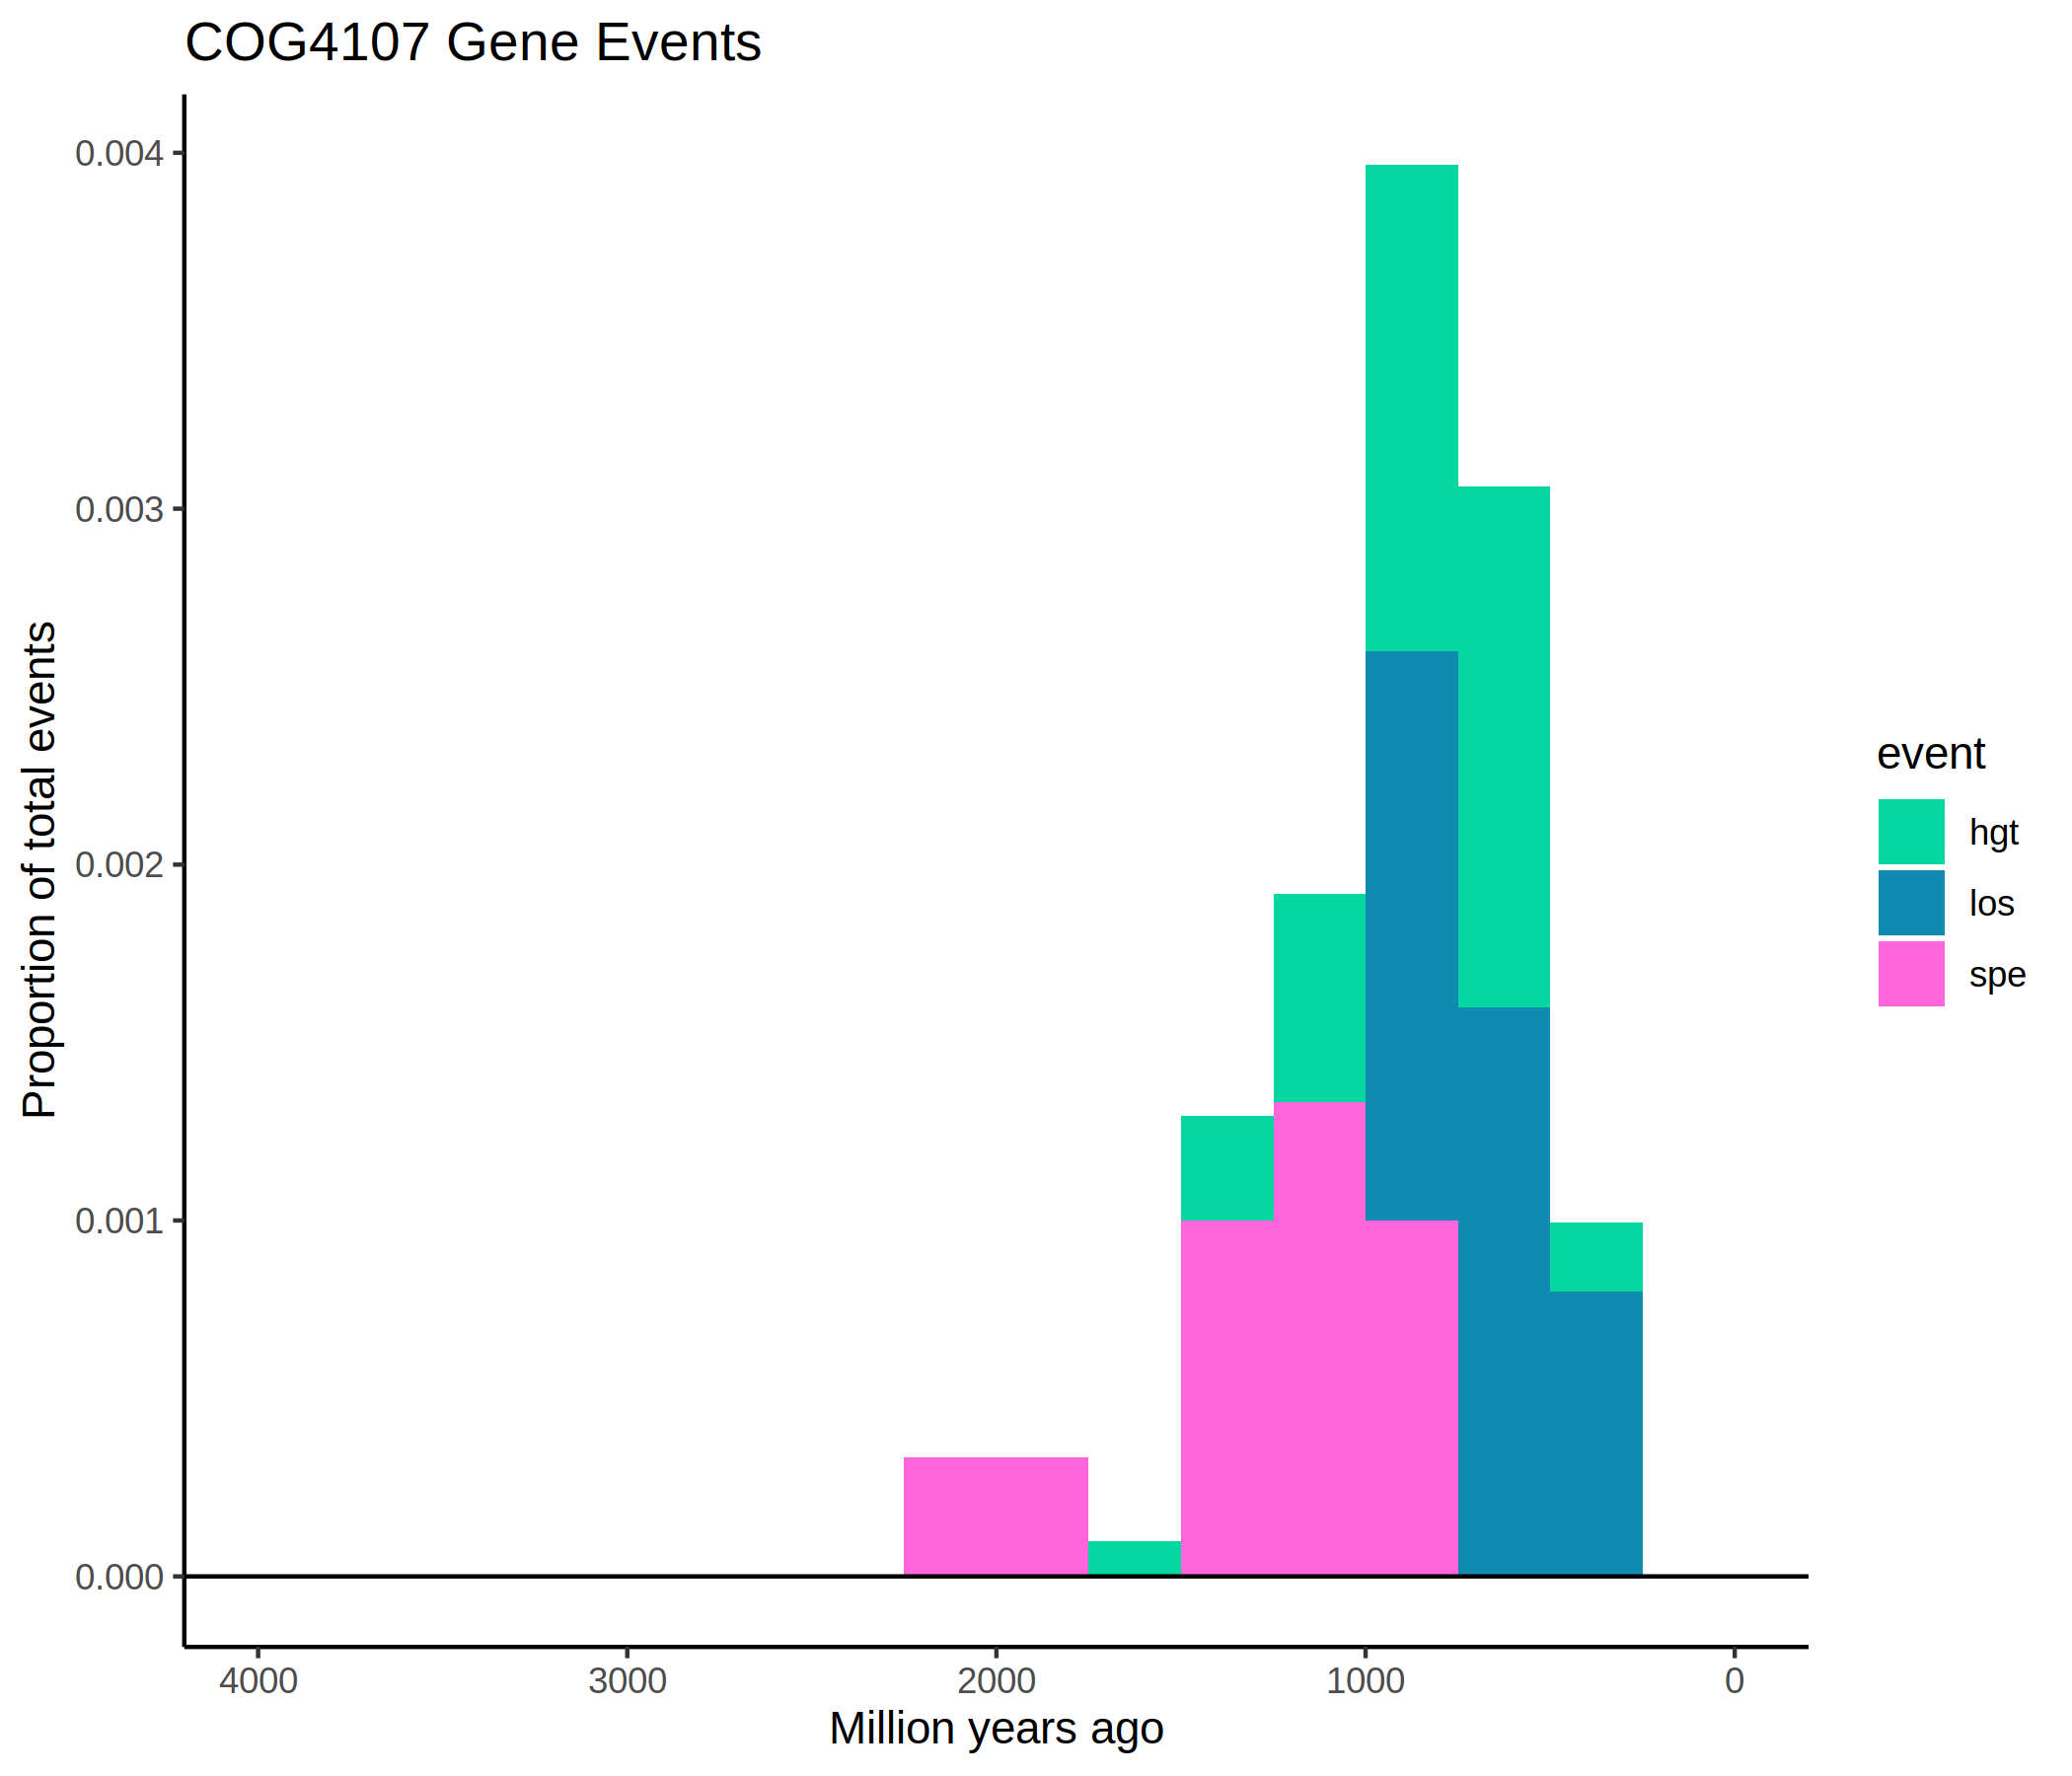 COG4107 Gene Events
Proportion of total events
0.004
0.003
0.002
0.001
0.000
4000 3000 2000 1000 0
Million years ago
event
hgt
los
spe